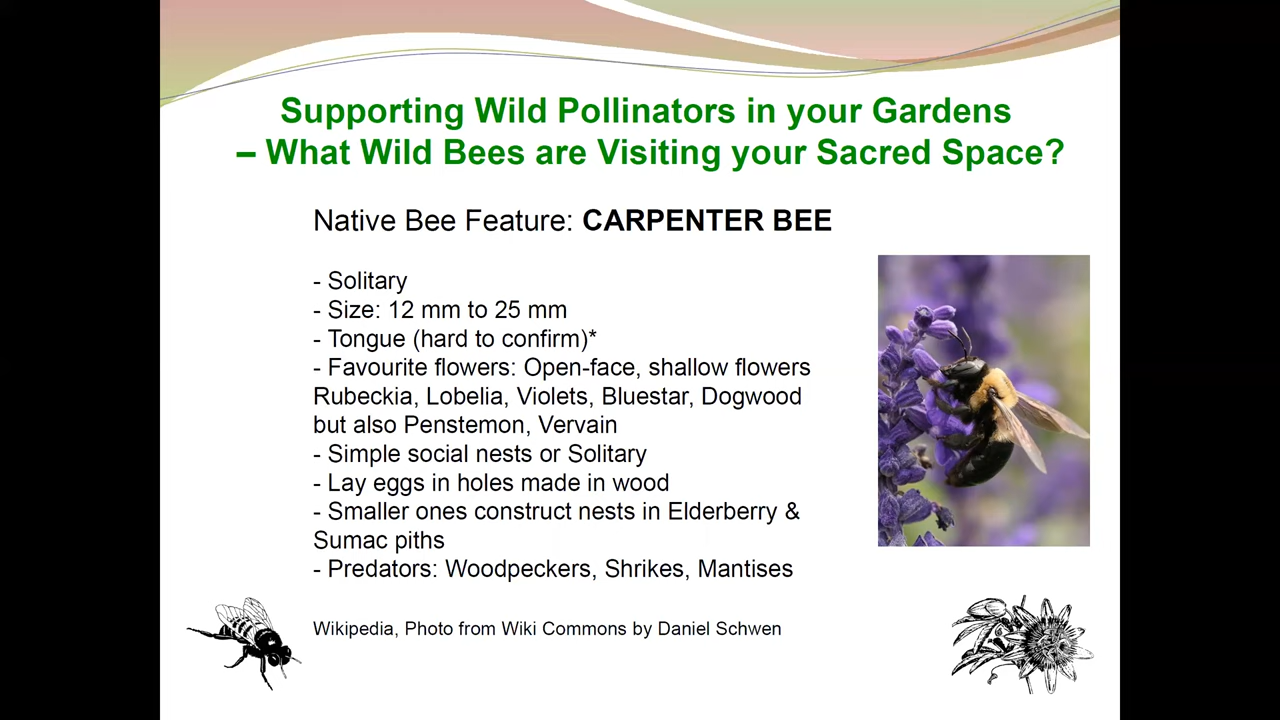 Supporting Wild Pollinators in your Gardens
– What Wild Bees are Visiting your Sacred Space?
Native Bee Feature: CARPENTER BEE
- Solitary
- Size: 12 mm to 25 mm
- Tongue (hard to confirm)*
- Favourite flowers: Open-face, shallow flowers
Rubeckia, Lobelia, Violets, Bluestar, Dogwood
but also Penstemon, Vervain
- Simple social nests or Solitary
- Lay eggs in holes made in wood
- Smaller ones construct nests in Elderberry &
Sumac piths
- Predators: Woodpeckers, Shrikes, Mantises
Wikipedia, Photo from Wiki Commons by Daniel Schwen